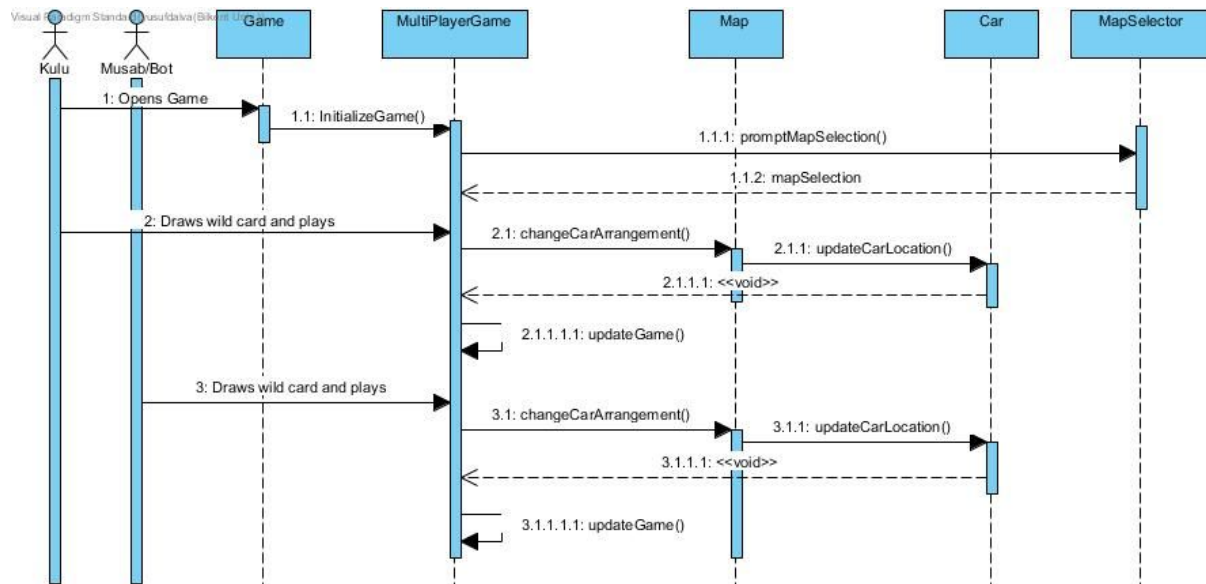 Visual Paradigm Standard
Game
MultiPlayerGame
Map
Car
MapSelector
Kulu
Musab/Bot
1: Opens Game
1.1: InitializeGame()
1.1.1: promptMapSelection()
1.1.2: mapSelection
2: Draws wild card and plays
2.1: changeCarArrangement()
2.1.1: updateCarLocation()
2.1.1.1: <<void>>
2.1.1.1.1: updateGame()
3: Draws wild card and plays
3.1: changeCarArrangement()
3.1.1: updateCarLocation()
3.1.1.1: <<void>>
3.1.1.1.1: updateGame()